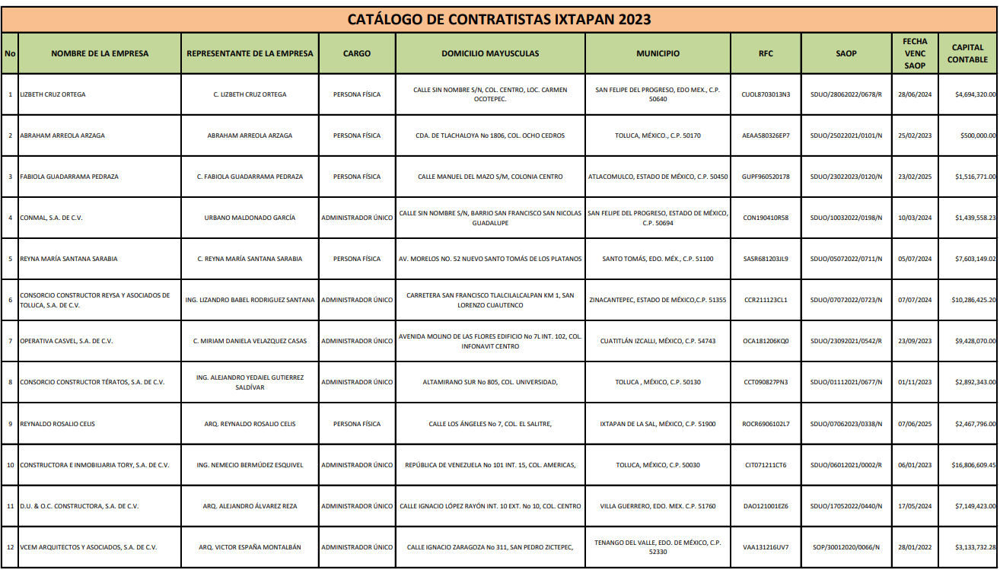 CATÁLOGO DE CONTRATISTAS IXTAPAN 2023
No NOMBRE DE LA EMPRESA REPRESENTANTE DE LA EMPRESA CARGO DOMICILIO MAYUSCULAS MUNICIPIO RFC SAOP FECHA VENC SAOP CAPITAL CONTABLE
1 LIZBETH CRUZ ORTEGA C. LIZBETH CRUZ ORTEGA PERSONA FÍSICA CALLE SIN NOMBRE S/N, COL. CENTRO, LOC. CARMEN OCOTEPEC. SAN FELIPE DEL PROGRESO, EDO MEX., C.P. 50640 CUOL8703013N3 SDUO/28062022/0678/R 28/06/2024 $4,694,320.00
2 ABRAHAM ARREOLA ARZAGA ABRAHAM ARREOLA ARZAGA PERSONA FÍSICA CDA. DE TLACHALOYA No 1806, COL. OCHO CEDROS TOLUCA, MÉXICO., C.P. 50170 AEAA580326EP7 SDUO/25022021/0101/N 25/02/2023 $500,000.00
3 FABIOLA GUADARRAMA PEDRAZA C. FABIOLA GUADARRAMA PEDRAZA PERSONA FÍSICA CALLE MANUEL DEL MAZO S/M, COLONIA CENTRO ATLACOMULCO, ESTADO DE MÉXICO, C.P. 50450 GUPF960520178 SDUO/23022023/0120/N 23/02/2025 $1,516,771.00
4 CONMAL, S.A. DE C.V. URBANO MALDONADO GARCÍA ADMINISTRADOR ÚNICO CALLE SIN NOMBRE S/N, BARRIO SAN FRANCISCO SAN NICOLAS GUADALUPE SAN FELIPE DEL PROGRESO, ESTADO DE MÉXICO, C.P. 50694 CON190410R58 SDUO/10032022/0198/N 10/03/2024 $1,439,558.23
5 REYNA MARÍA SANTANA SARABIA C. REYNA MARÍA SANTANA SARABIA PERSONA FÍSICA AV. MORELOS NO. 52 NUEVO SANTO TOMÁS DE LOS PLATANOS SANTO TOMÁS, EDO. MÉX., C.P. 51100 SASR681203JL9 SDUO/05072022/0711/N 05/07/2024 $7,603,149.02
6 CONSORCIO CONSTRUCTOR REYSA Y ASOCIADOS DE TOLUCA, S.A. DE C.V. ING. LIZANDRO BABEL RODRIGUEZ SANTANA ADMINISTRADOR ÚNICO CARRETERA SAN FRANCISCO TLALCILALCALPAN KM 1, SAN LORENZO CUAUTENCO ZINACANTEPEC, ESTADO DE MÉXICO,C.P. 51355 CCR211123CL1 SDUO/07072022/0723/N 07/07/2024 $10,286,425.20
7 OPERATIVA CASVEL, S.A. DE C.V. C. MIRIAM DANIELA VELAZQUEZ CASAS ADMINISTRADOR ÚNICO AVENIDA MOLINO DE LAS FLORES EDIFICIO No 7L INT. 102, COL. INFONAVIT CENTRO CUATITLÁN IZCALLI, MÉXICO, C.P. 54743 OCA181206KQ0 SDUO/23092021/0542/R 23/09/2023 $9,428,070.00
8 CONSORCIO CONSTRUCTOR TÉRATOS, S.A. DE C.V. ING. ALEJANDRO YEDAIEL GUTIERREZ SALDÍVAR ADMINISTRADOR ÚNICO ALTAMIRANO SUR No 805, COL. UNIVERSIDAD, TOLUCA , MÉXICO, C.P. 50130 CCT090827PN3 SDUO/01112021/0677/N 01/11/2023 $2,892,343.00
9 REYNALDO ROSALIO CELIS ARQ. REYNALDO ROSALIO CELIS PERSONA FÍSICA CALLE LOS ÁNGELES No 7, COL. EL SALITRE, IXTAPAN DE LA SAL, MÉXICO, C.P. 51900 ROCR6906102L7 SDUO/07062023/0338/N 07/06/2025 $2,467,796.00
10 CONSTRUCTORA E INMOBILIARIA TORY, S.A. DE C.V. ING. NEMECIO BERMÚDEZ ESQUIVEL ADMINISTRADOR ÚNICO REPÚBLICA DE VENEZUELA No 101 INT. 15, COL. AMERICAS, TOLUCA, MÉXICO, C.P. 50030 CIT071211CT6 SDUO/06012021/0002/R 06/01/2023 $16,806,609.45
11 D.U. & O.C. CONSTRUCTORA, S.A. DE C.V. ARQ. ALEJANDRO ÁLVAREZ REZA ADMINISTRADOR ÚNICO CALLE IGNACIO LÓPEZ RAYÓN INT. 10 EXT. No 10, COL. CENTRO VILLA GUERRERO, EDO. MEX. C.P. 51760 DAO121001EZ6 SDUO/17052022/0440/N 17/05/2024 $7,149,423.00
12 VCEM ARQUITECTOS Y ASOCIADOS, S.A. DE C.V. ARQ. VICTOR ESPAÑA MONTALBÁN ADMINISTRADOR ÚNICO CALLE IGNACIO ZARAGOZA No 311, SAN PEDRO ZICTEPEC, TENANGO DEL VALLE, EDO. DE MÉXICO, C.P. 52330 VAA131216UV7 SOP/30012020/0066/N 28/01/2022 $3,133,732.28